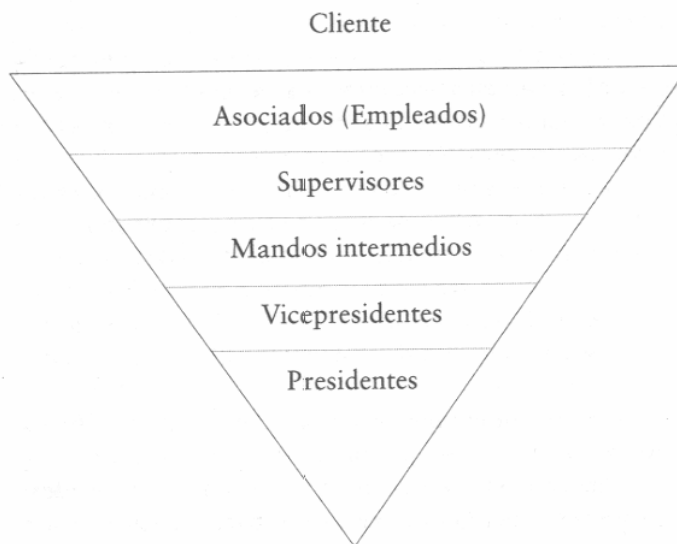 Cliente
Asociados (Empleados)
Supervisores
Mandos intermedios
Vicepresidentes
Presidentes